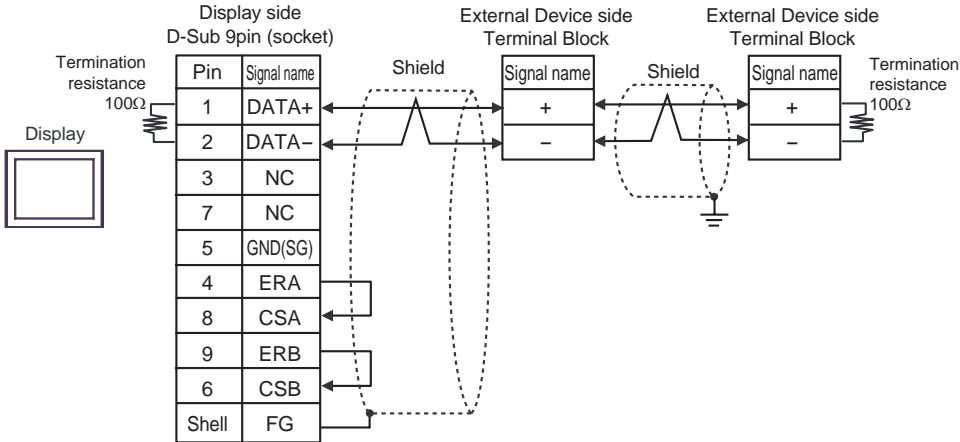 Display side
D-Sub 9pin (socket)
External Device side
Terminal Block
External Device side
Terminal Block
Termination
resistance
100Ω
Display
Pin Signal name
1 DATA+
2 DATA−
3 NC
7 NC
5 GND(SG)
4 ERA
8 CSA
9 ERB
6 CSB
Shell FG
Shield
Signal name
+
−
Shield
Signal name
+
−
Termination
resistance
100Ω